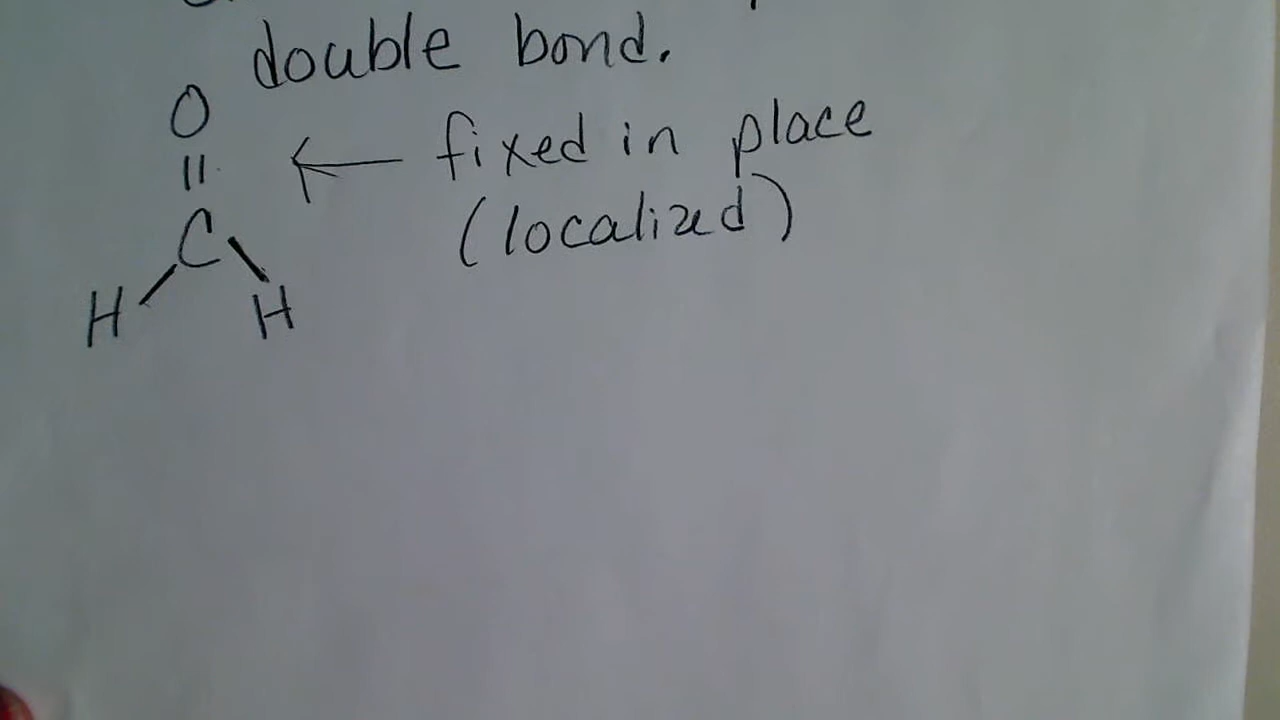 double bond.
O
||
← fixed in place
C
(localized)
H H